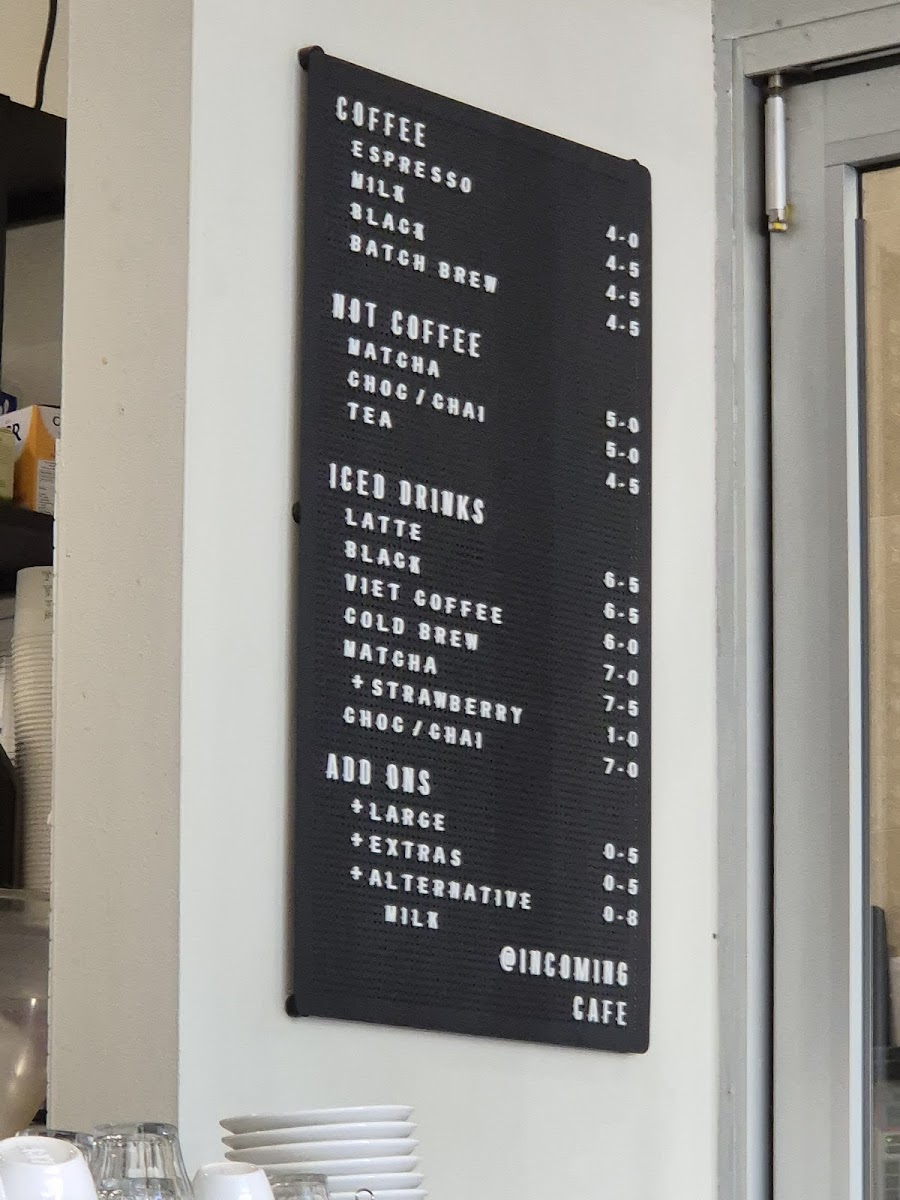 COFFEE
ESPRESSO 4-0
MILK 4-5
BLACK 4-5
BATCH BREW 4-5
NOT COFFEE
MATCHA 5-0
CHOC/CHAI 5-0
TEA 4-5
ICED DRINKS
LATTE 6-5
BLACK 6-5
VIET COFFEE 6-0
COLD BREW 7-0
MATCHA 7-5
+STRAWBERRY 1-0
CHOC/CHAI 7-0
ADD ONS
+LARGE 0-5
+EXTRAS 0-5
+ALTERNATIVE 0-8
MILK
@INCOMING
CAFE